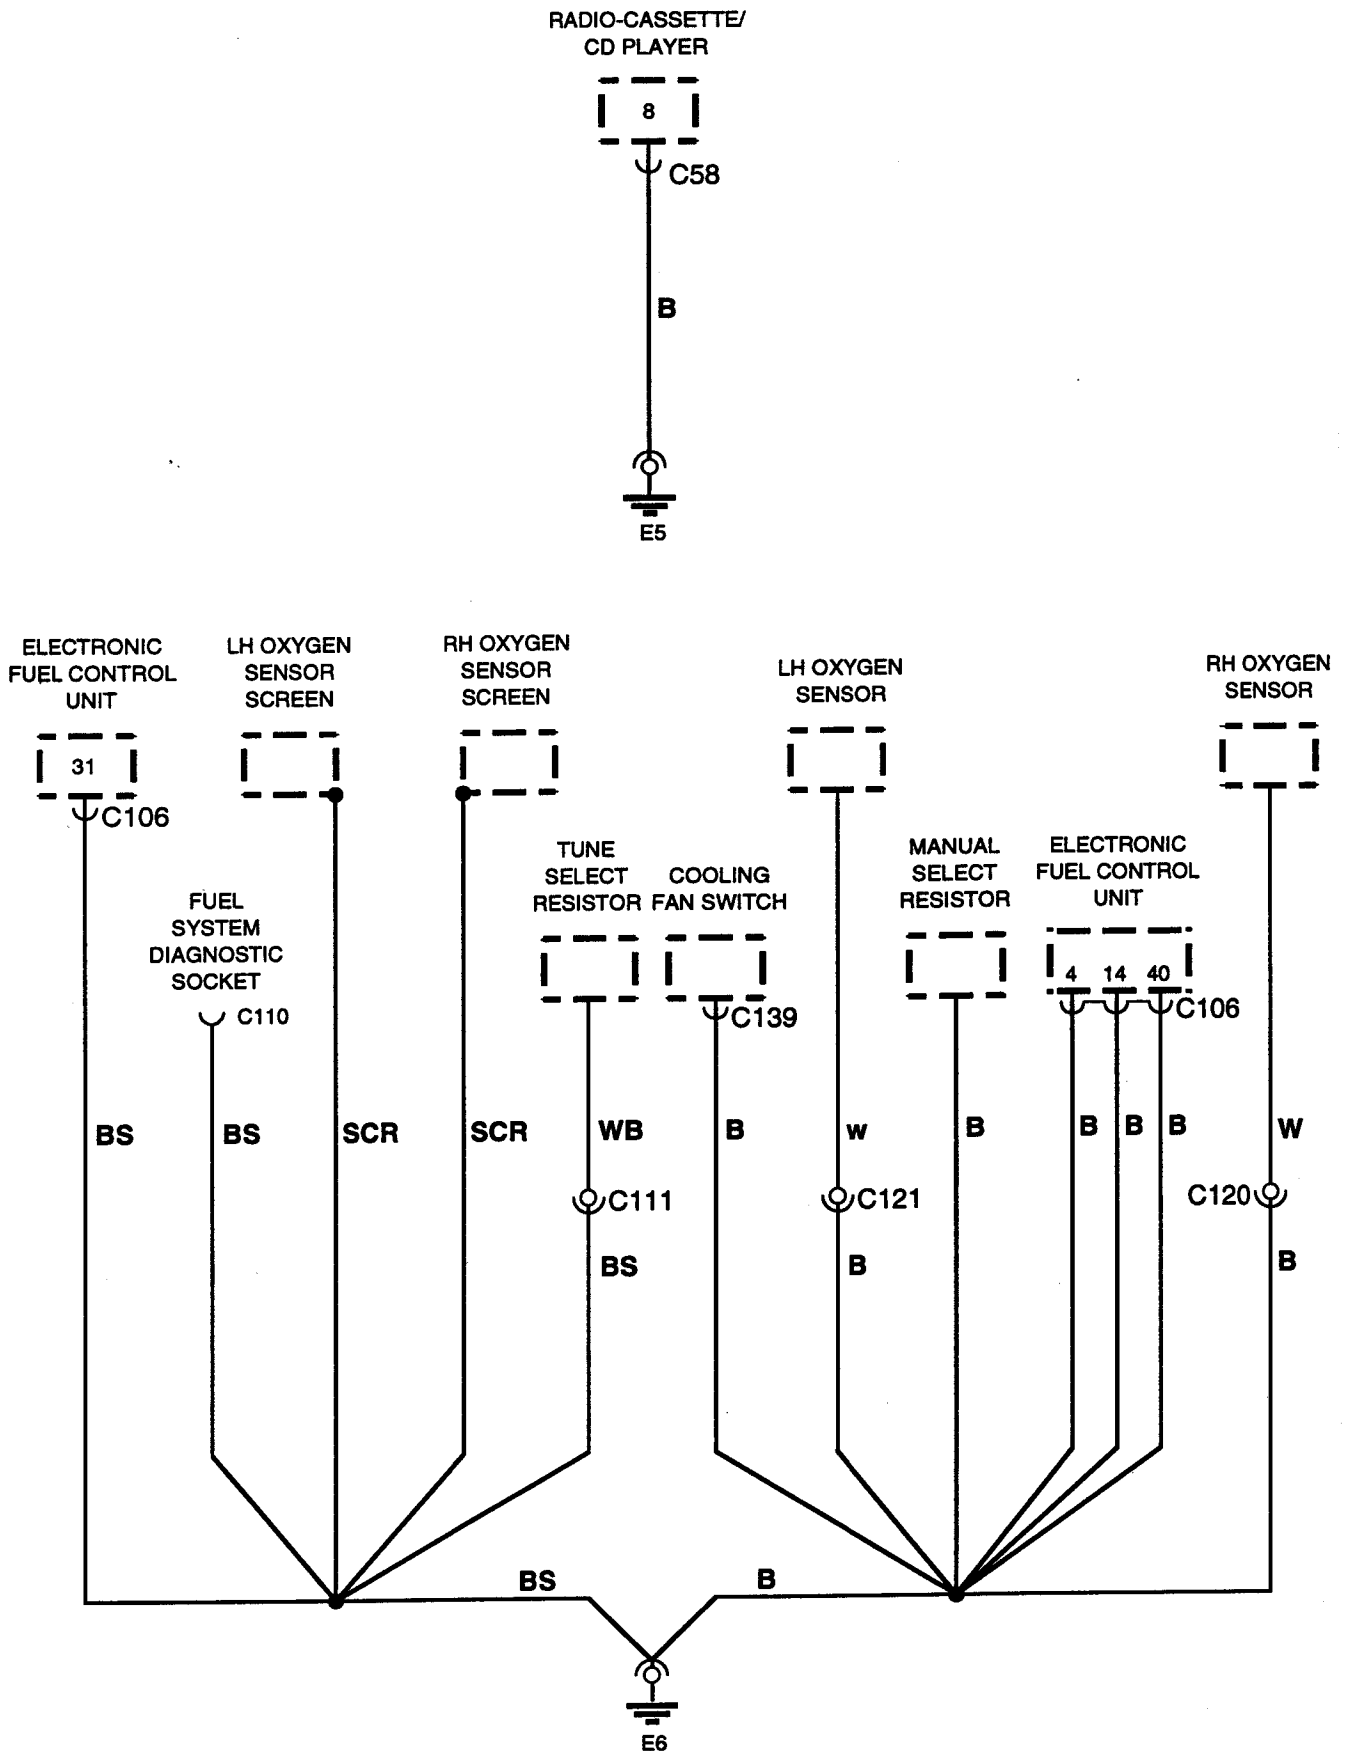 RADIO-CASSETTE/
CD PLAYER
8
C58
B
E5
ELECTRONIC
FUEL CONTROL
UNIT
31
C106
LH OXYGEN
SENSOR
SCREEN
RH OXYGEN
SENSOR
SCREEN
LH OXYGEN
SENSOR
RH OXYGEN
SENSOR
FUEL
SYSTEM
DIAGNOSTIC
SOCKET
C110
TUNE
SELECT
RESISTOR
COOLING
FAN SWITCH
C139
MANUAL
SELECT
RESISTOR
ELECTRONIC
FUEL CONTROL
UNIT
4 14 40
C106
BS BS SCR SCR WB B W B B B B W
C111 C121 C120
BS B B
BS B
E6